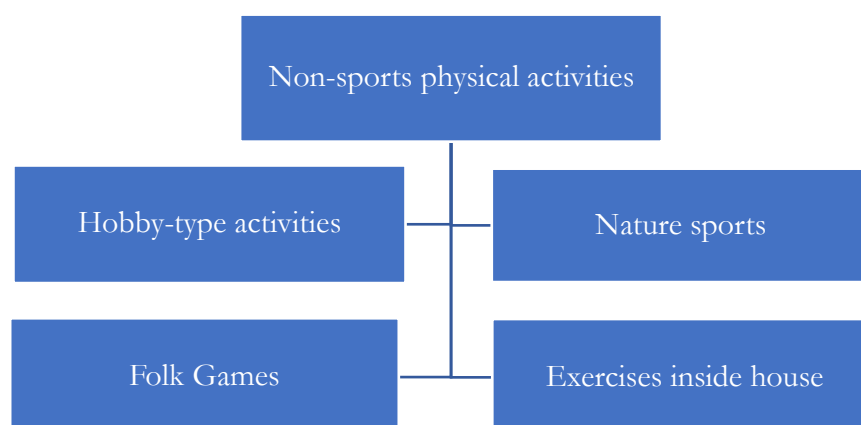 Non-sports physical activities
Hobby-type activities
Nature sports
Folk Games
Exercises inside house